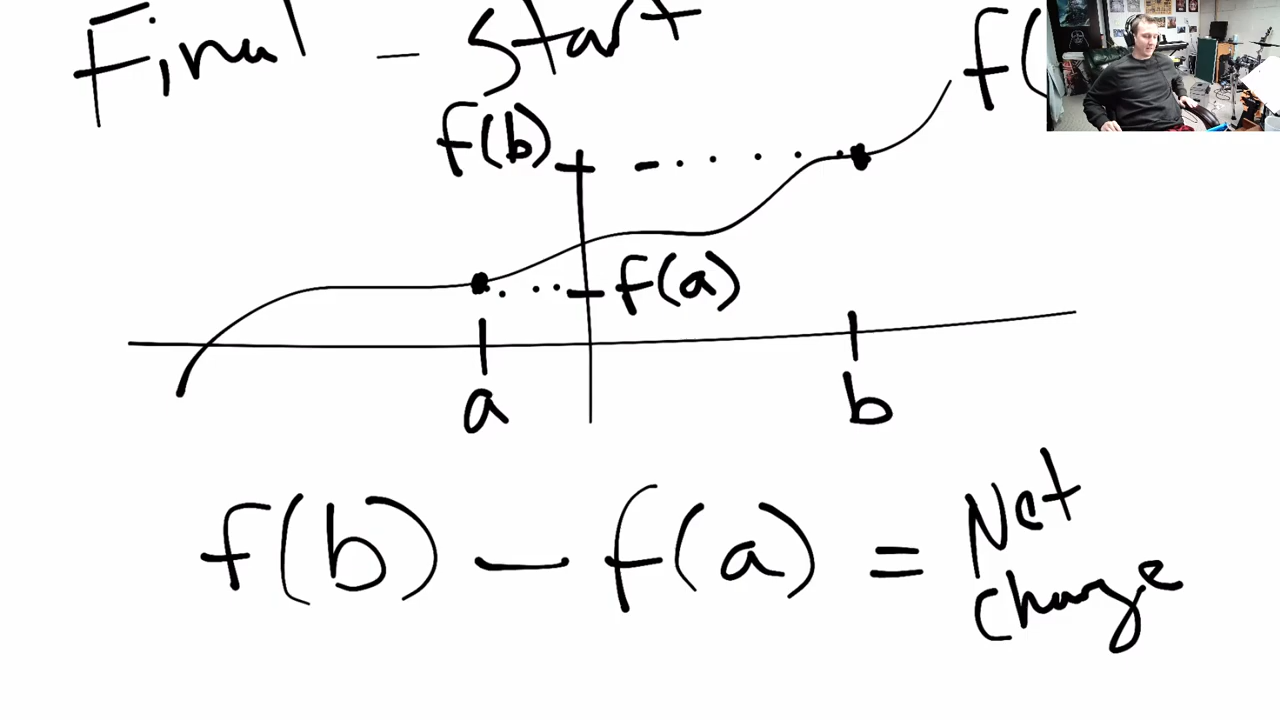 Final - Start
f(
f(b)
f(a)
a
b
f(b) - f(a) = Net
change